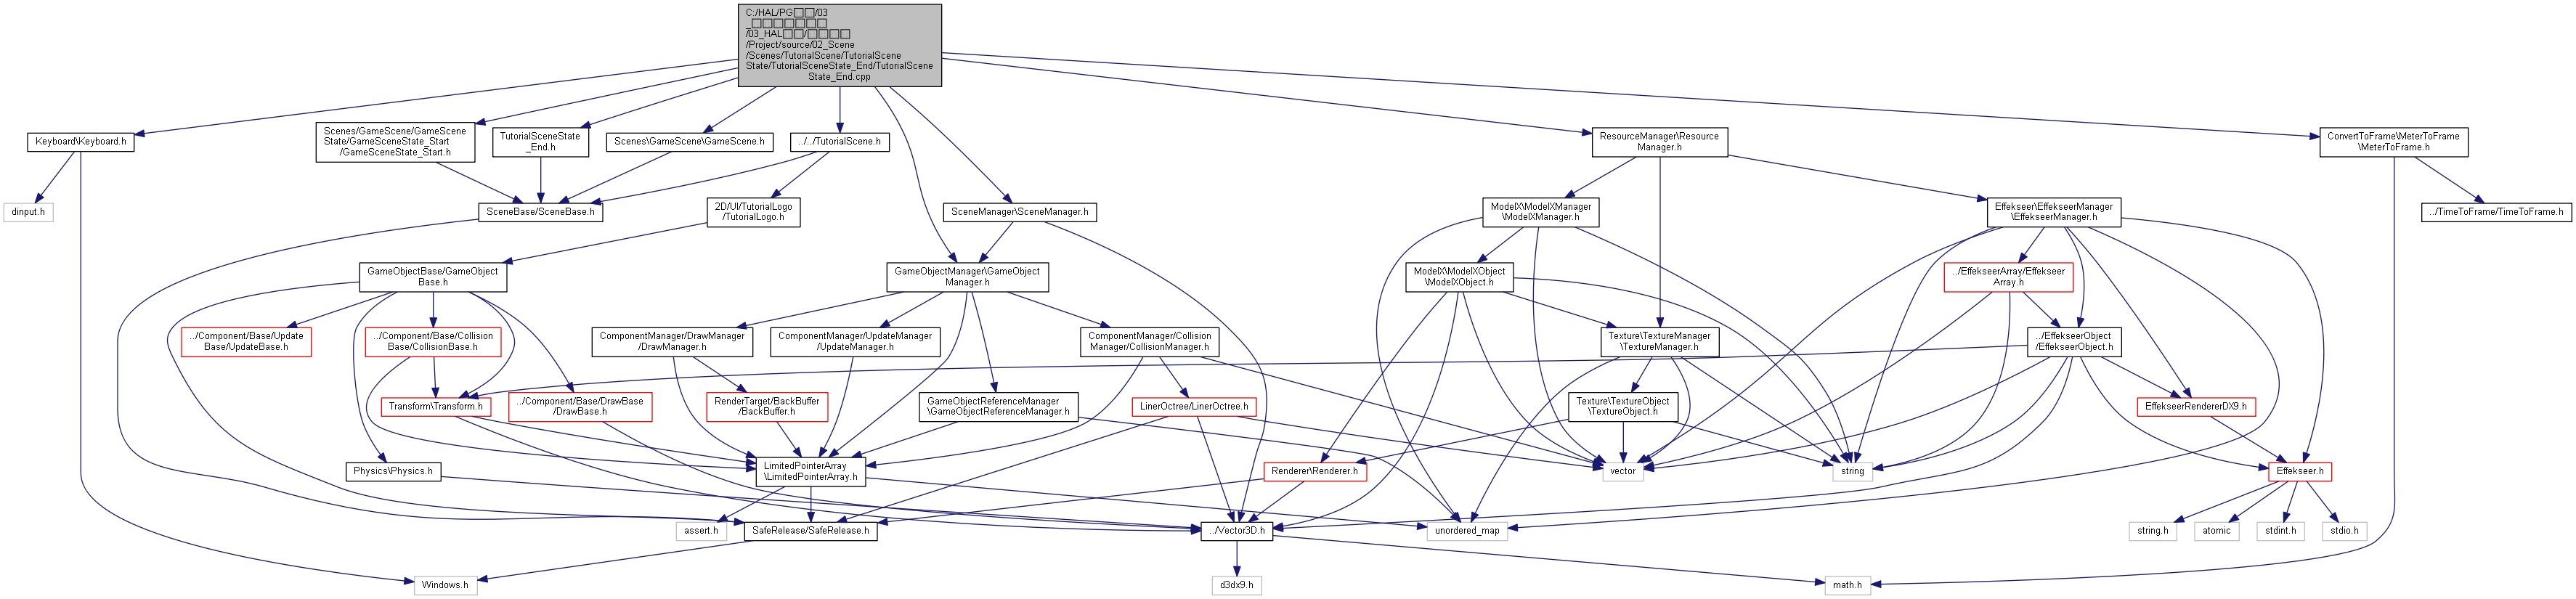 C:/HAL/PG□□/03
_□□□□□□□
/03_HAL□□/□□□□
/Project/source/02_Scene
/Scenes/TutorialScene/TutorialScene
State/TutorialSceneState_End/TutorialScene
State_End.cpp
Keyboard\Keyboard.h
Scenes/GameScene/GameScene
State/GameSceneState_Start
/GameSceneState_Start.h
TutorialSceneState
_End.h
Scenes\GameScene\GameScene.h
../../TutorialScene.h
ResourceManager\Resource
Manager.h
ConvertToFrame\MeterToFrame
\MeterToFrame.h
dinput.h
SceneBase/SceneBase.h
2D/UI/TutorialLogo
/TutorialLogo.h
SceneManager\SceneManager.h
ModelX\ModelXManager
\ModelXManager.h
Effekseer\EffekseerManager
\EffekseerManager.h
../TimeToFrame/TimeToFrame.h
GameObjectBase/GameObject
Base.h
GameObjectManager\GameObject
Manager.h
ModelX\ModelXObject
\ModelXObject.h
../EffekseerArray/Effekseer
Array.h
../Component/Base/Update
Base/UpdateBase.h
../Component/Base/Collision
Base/CollisionBase.h
ComponentManager/DrawManager
/DrawManager.h
ComponentManager/UpdateManager
/UpdateManager.h
ComponentManager/Collision
Manager/CollisionManager.h
Texture\TextureManager
\TextureManager.h
../EffekseerObject
/EffekseerObject.h
Transform\Transform.h
../Component/Base/DrawBase
/DrawBase.h
RenderTarget/BackBuffer
/BackBuffer.h
GameObjectReferenceManager
\GameObjectReferenceManager.h
LinerOctree/LinerOctree.h
Texture\TextureObject
\TextureObject.h
EffekseerRendererDX9.h
Physics\Physics.h
LimitedPointerArray
\LimitedPointerArray.h
Renderer\Renderer.h
vector
string
Effekseer.h
assert.h
SafeRelease/SafeRelease.h
../Vector3D.h
unordered_map
string.h
atomic
stdint.h
stdio.h
Windows.h
d3dx9.h
math.h